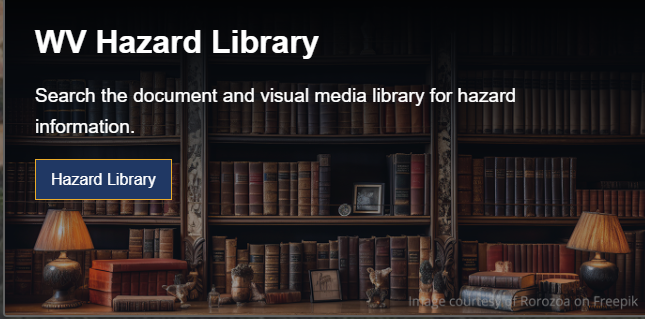 WV Hazard Library
Search the document and visual media library for hazard
information.
Hazard Library
Image courtesy of Rorozoa on Freepik